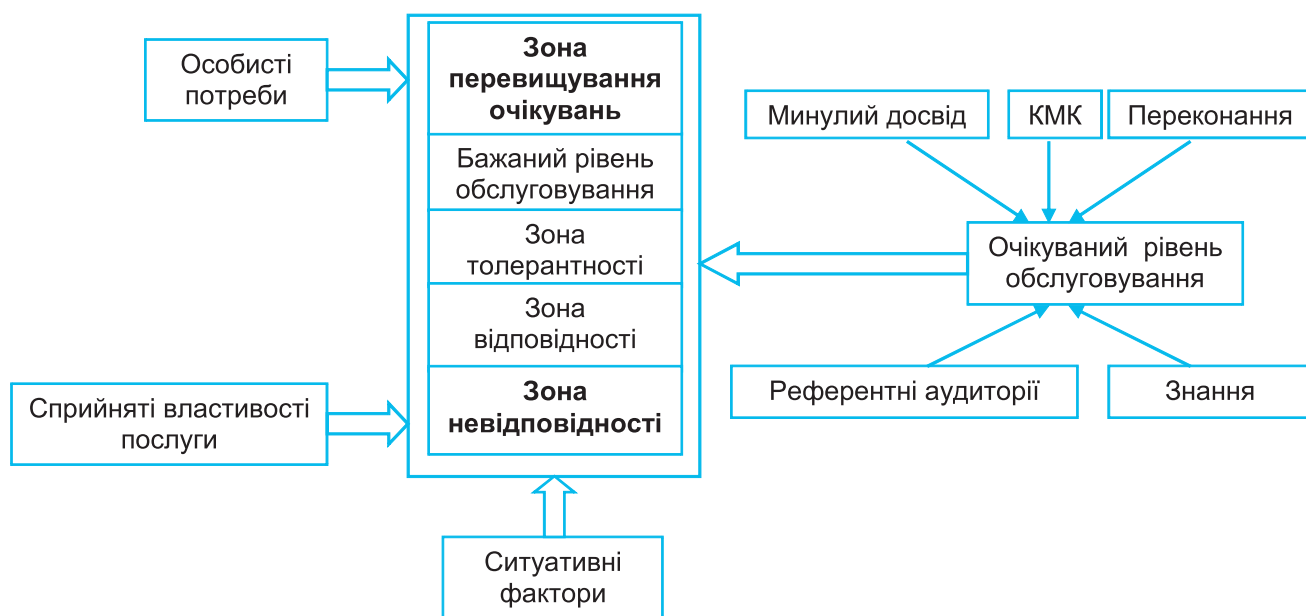 Особисті
потреби
Сприйняті властивості
послуги
Зона
перевищування
очікувань
Бажаний рівень
обслуговування
Зона
толерантності
Зона
відповідності
Зона
невідповідності
Ситуативні
фактори
Минулий досвід
КМК
Переконання
Очікуваний рівень
обслуговування
Референтні аудиторії
Знання